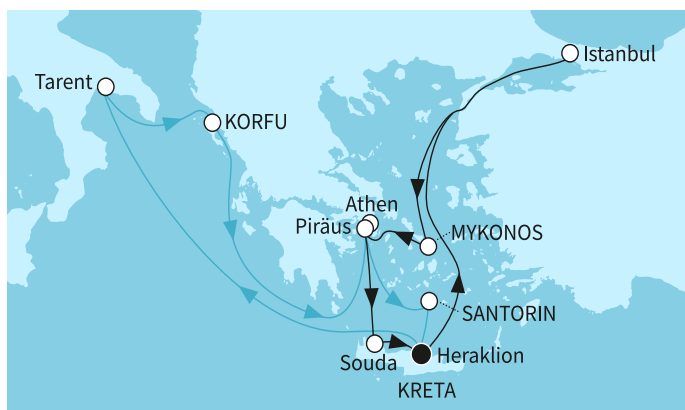 Istanbul
Tarent
KORFU
Athen
Piräus
MYKONOS
SANTORIN
Souda
Heraklion
KRETA